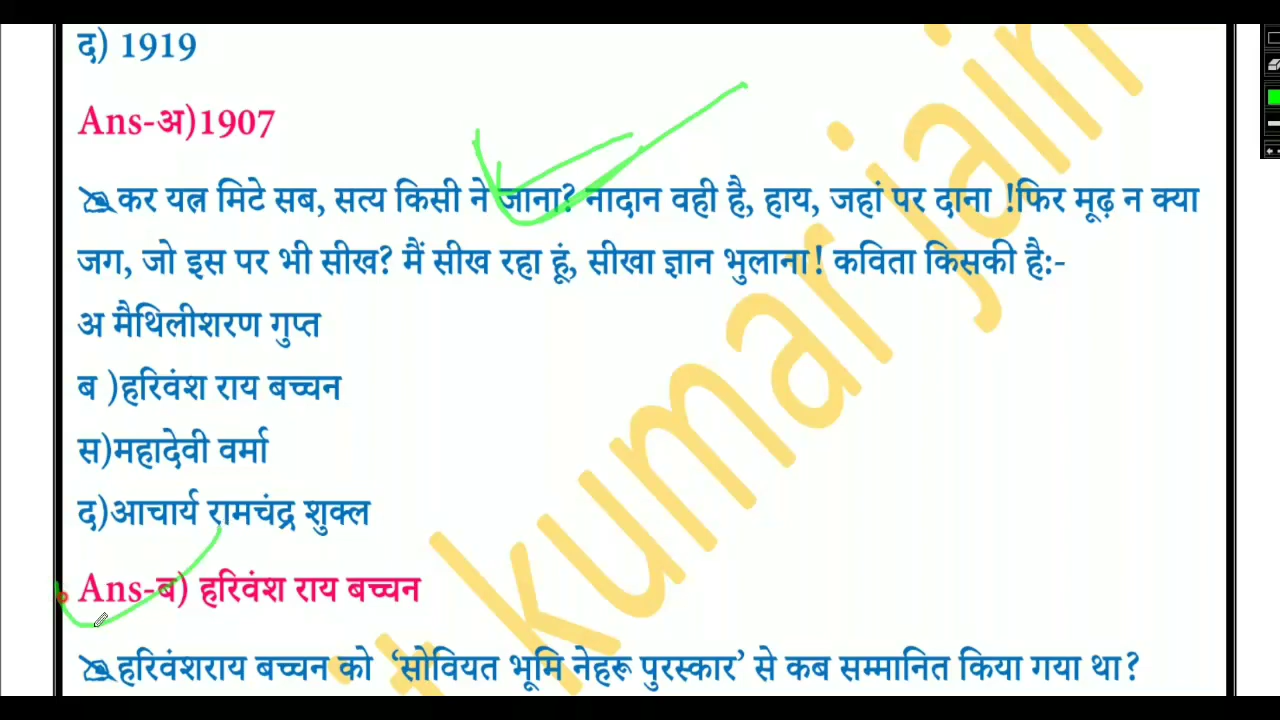 द) 1919
Ans-अ)1907
कर यत्न मिटे सब, सत्य किसी ने जाना? नादान वही है, हाय, जहां पर दाना !फिर मूढ़ न क्या
जग, जो इस पर भी सीख? मैं सीख रहा हूं, सीखा ज्ञान भुलाना! कविता किसकी है:-
अ मैथिलीशरण गुप्त
ब )हरिवंश राय बच्चन
स)महादेवी वर्मा
द)आचार्य रामचंद्र शुक्ल
Ans-ब) हरिवंश राय बच्चन
हरिवंशराय बच्चन को ‘सोवियत भूमि नेहरू पुरस्कार’ से कब सम्मानित किया गया था?
kumar jain